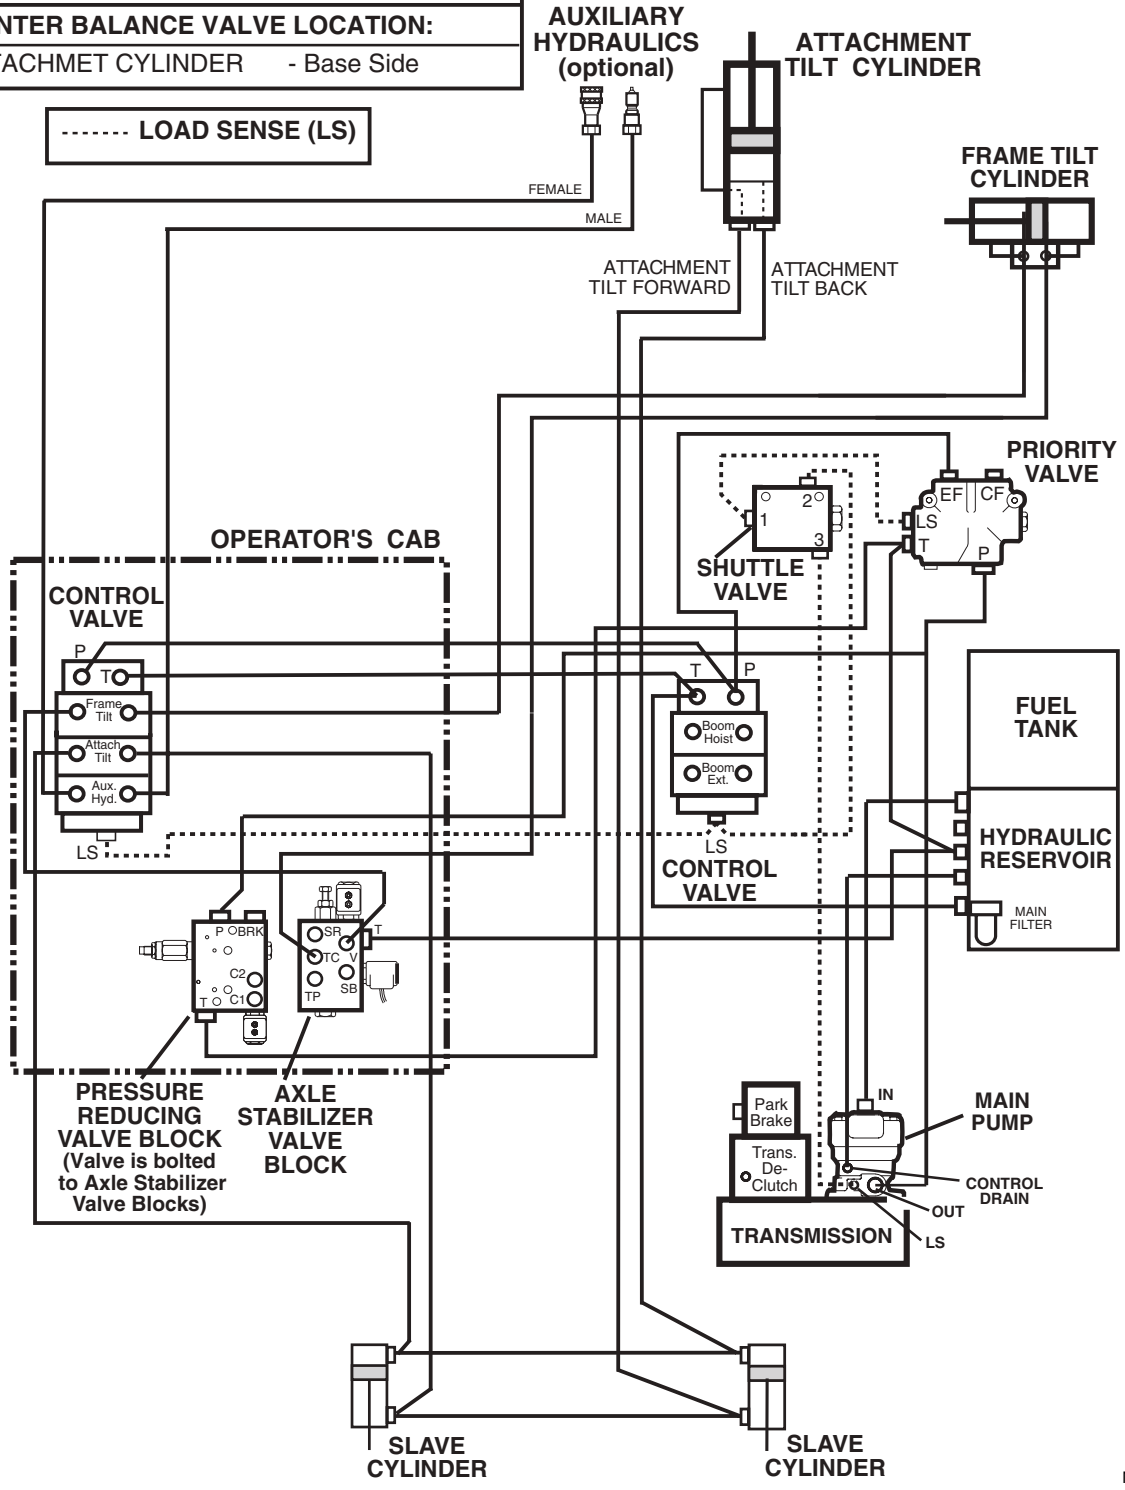 NTER BALANCE VALVE LOCATION:
TACHMET CYLINDER - Base Side
LOAD SENSE (LS)
AUXILIARY
HYDRAULICS
(optional)
ATTACHMENT
TILT CYLINDER
FRAME TILT
CYLINDER
FEMALE
MALE
ATTACHMENT
TILT FORWARD
ATTACHMENT
TILT BACK
PRIORITY
VALVE
EF
CF
LS
T
P
1
2
3
SHUTTLE
VALVE
OPERATOR'S CAB
CONTROL
VALVE
P
T
Frame
Tilt
Attach
Tilt
Aux.
Hyd.
LS
T
P
Boom
Hoist
Boom
Ext.
LS
CONTROL
VALVE
FUEL
TANK
HYDRAULIC
RESERVOIR
MAIN
FILTER
P
BRK
C2
C1
T
SR
T
TC
V
TP
SB
PRESSURE
REDUCING
VALVE BLOCK
(Valve is bolted
to Axle Stabilizer
Valve Blocks)
AXLE
STABILIZER
VALVE
BLOCK
Park
Brake
Trans.
De-
Clutch
TRANSMISSION
IN
MAIN
PUMP
CONTROL
DRAIN
OUT
LS
SLAVE
CYLINDER
SLAVE
CYLINDER